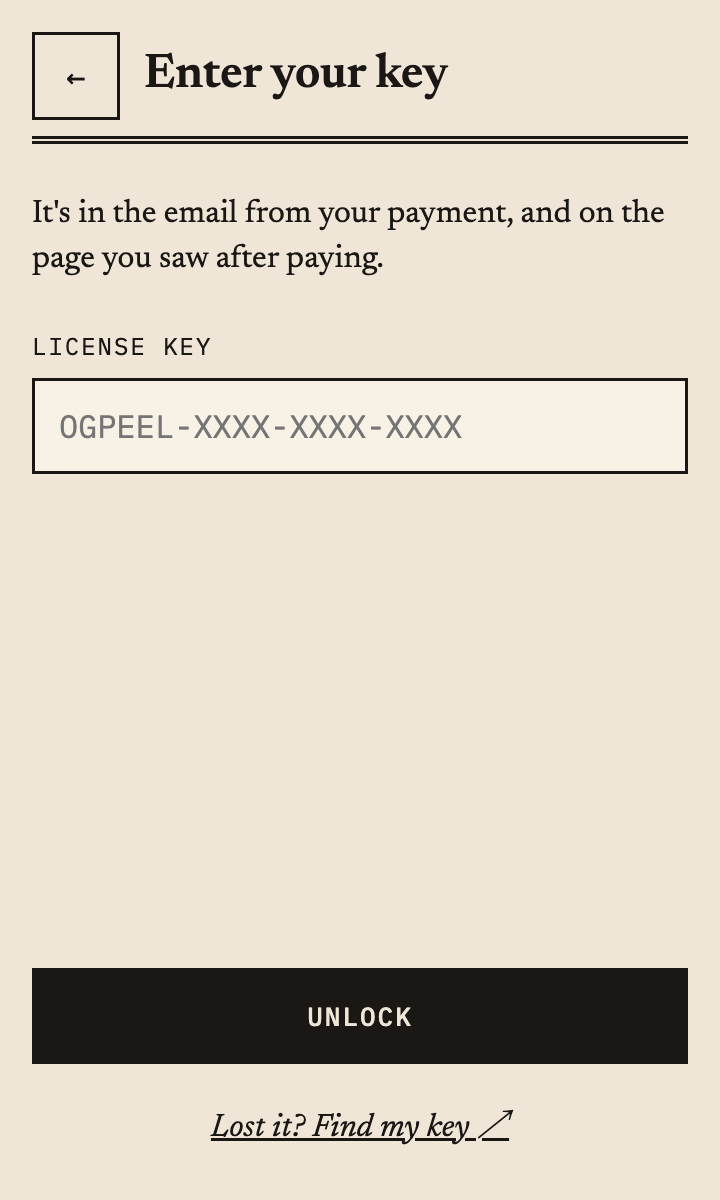 ← Enter your key
It's in the email from your payment, and on the
page you saw after paying.
LICENSE KEY
OGPEEL-XXXX-XXXX-XXXX
UNLOCK
Lost it? Find my key ↗